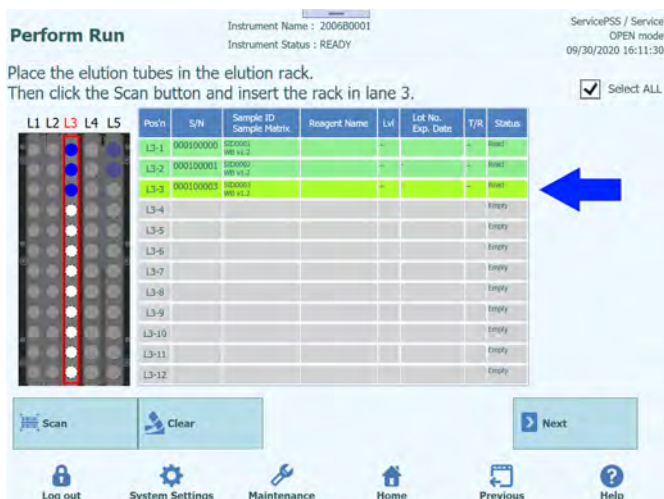 Perform Run
Instrument Name : 2006B0001
Instrument Status : READY
ServicePSS / Service
OPEN mode
09/30/2020 16:11:30
Place the elution tubes in the elution rack.
Then click the Scan button and insert the rack in lane 3.
Select ALL
L1 L2 L3 L4 L5
Pos'n S/N Sample ID Sample Matrix Reagent Name Lvl Lot No. Exp. Date T/R Status
L3-1 000100000 SID0001 WB v1.2 - - Read
L3-2 000100001 SID0002 WB v1.2 - - - Read
L3-3 000100003 SID0003 WB v1.2 - - Read
L3-4 Empty
L3-5 Empty
L3-6 Empty
L3-7 Empty
L3-8 Empty
L3-9 Empty
L3-10 Empty
L3-11 Empty
L3-12 Empty
Scan Clear Next
Log out System Settings Maintenance Home Previous Help